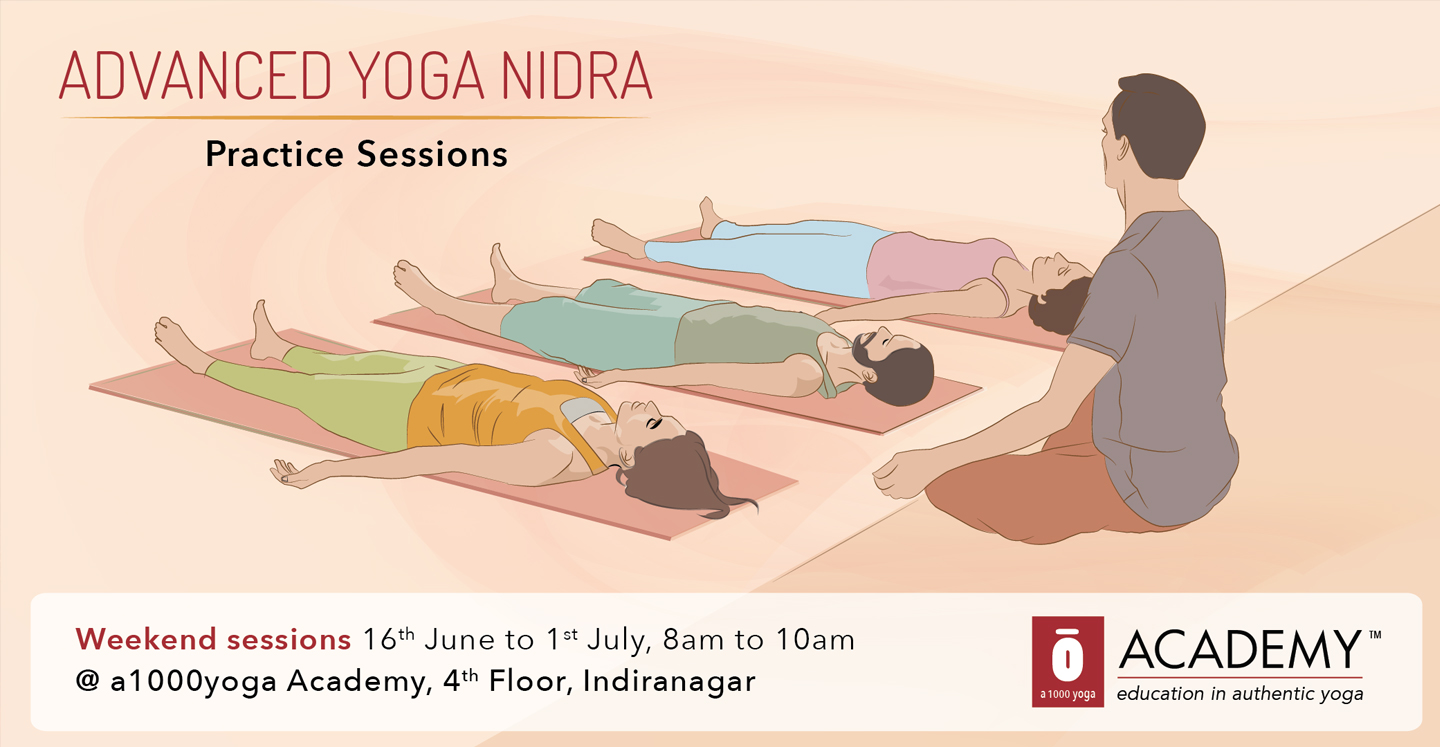 ADVANCED YOGA NIDRA
Practice Sessions
Weekend sessions 16th June to 1st July, 8am to 10am
@ a1000yoga Academy, 4th Floor, Indiranagar
a 1000 yoga
ACADEMY™
education in authentic yoga